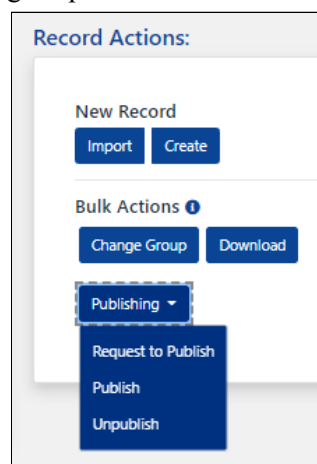 Record Actions:
New Record
Import Create
Bulk Actions
Change Group Download
Publishing
Request to Publish
Publish
Unpublish